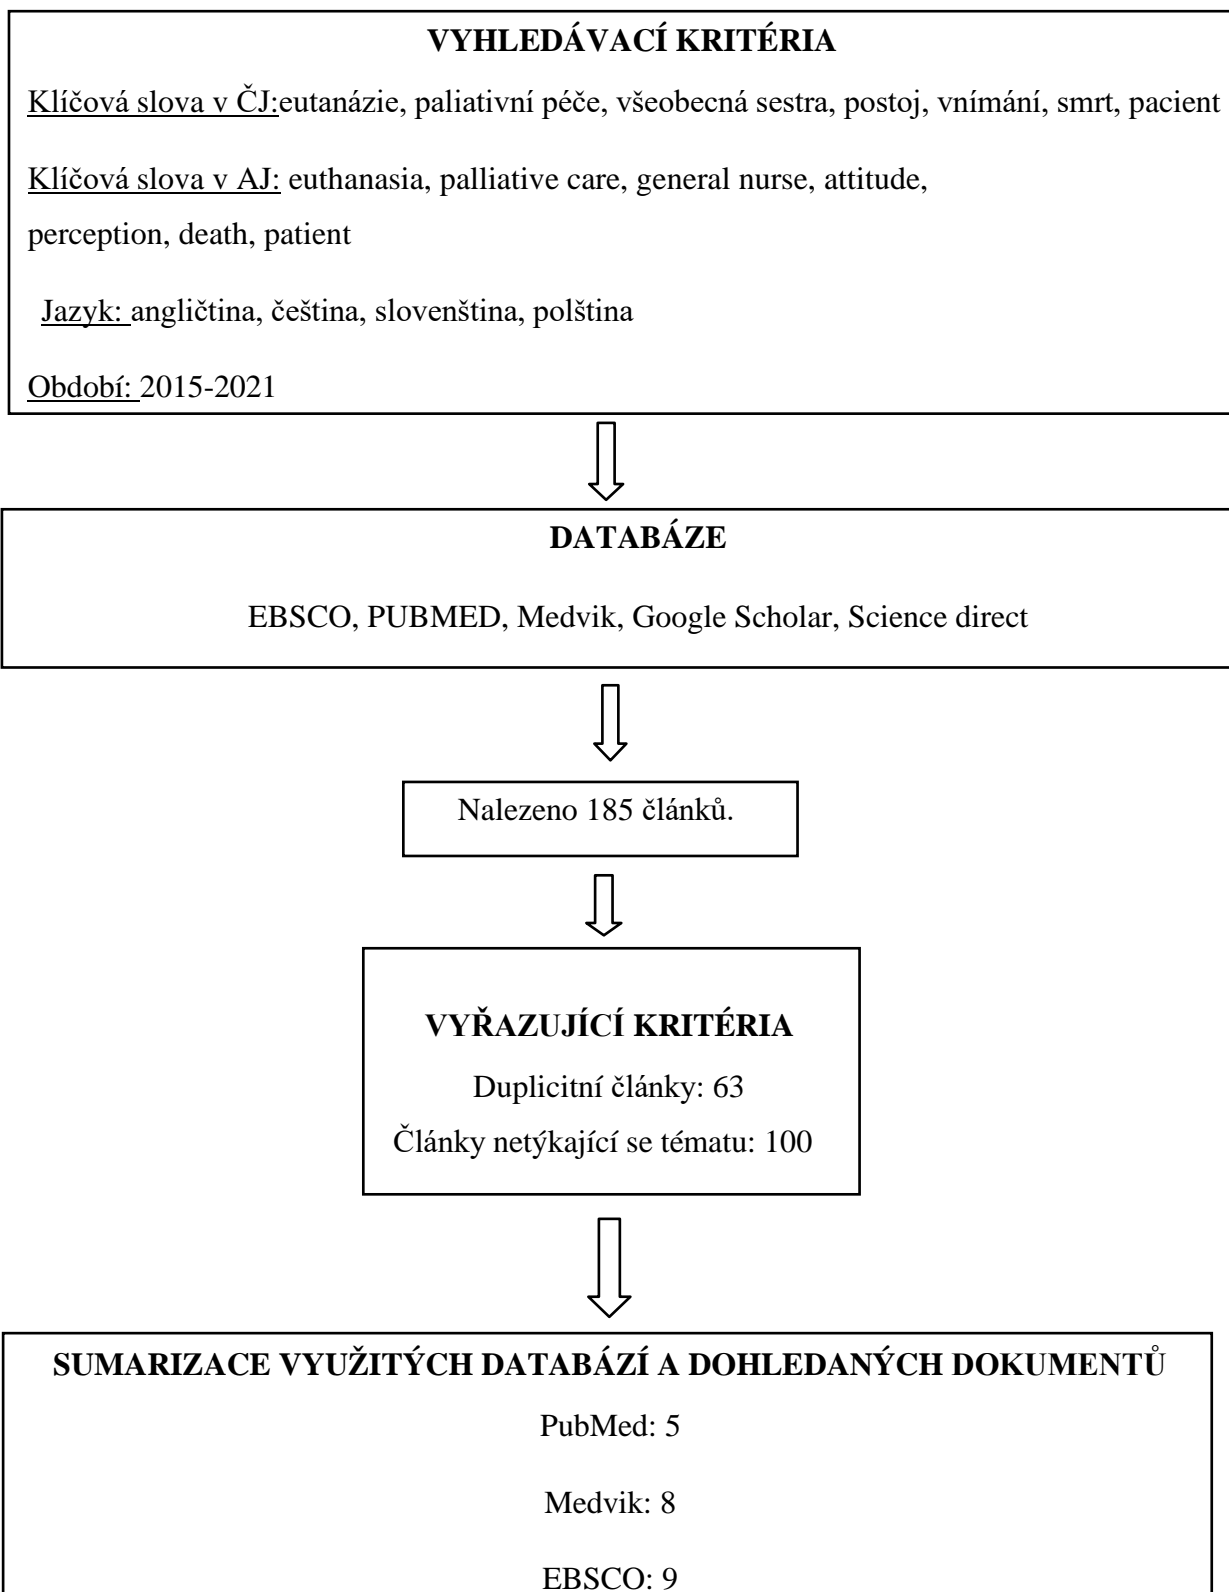 VYHLEDÁVACÍ KRITÉRIA
Klíčová slova v ČJ:eutanázie, paliativní péče, všeobecná sestra, postoj, vnímání, smrt, pacient
Klíčová slova v AJ: euthanasia, palliative care, general nurse, attitude,
perception, death, patient
Jazyk: angličtina, čeština, slovenština, polština
Období: 2015-2021
DATABÁZE
EBSCO, PUBMED, Medvik, Google Scholar, Science direct
Nalezeno 185 článků.
VYŘAZUJÍCÍ KRITÉRIA
Duplicitní články: 63
Články netýkající se tématu: 100
SUMARIZACE VYUŽITÝCH DATABÁZÍ A DOHLEDANÝCH DOKUMENTŮ
PubMed: 5
Medvik: 8
EBSCO: 9